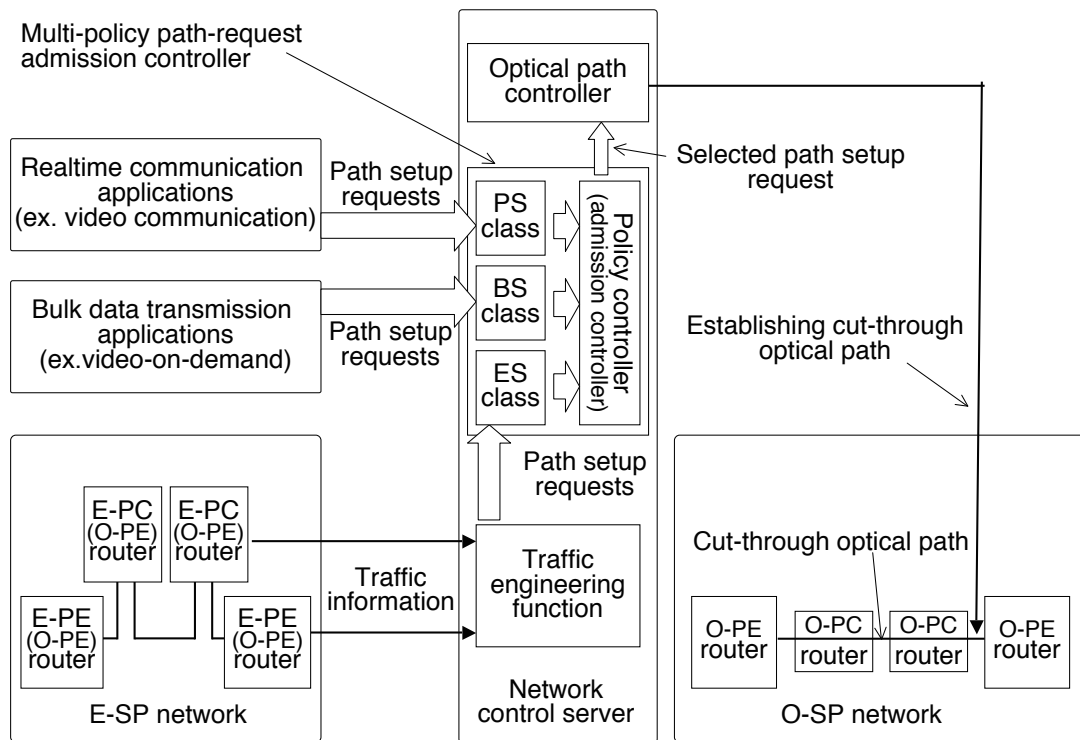 Multi-policy path-request
admission controller
Optical path
controller
Realtime communication
applications
(ex. video communication)
Path setup
requests
Selected path setup
request
PS
class
BS
class
ES
class
Policy controller
(admission controller)
Bulk data transmission
applications
(ex.video-on-demand)
Path setup
requests
Establishing cut-through
optical path
Path setup
requests
E-PC
(O-PE)
router
E-PC
(O-PE)
router
E-PE
(O-PE)
router
E-PE
(O-PE)
router
Traffic
information
Traffic
engineering
function
Cut-through optical path
O-PE
router
O-PC
router
O-PC
router
O-PE
router
E-SP network
Network
control server
O-SP network